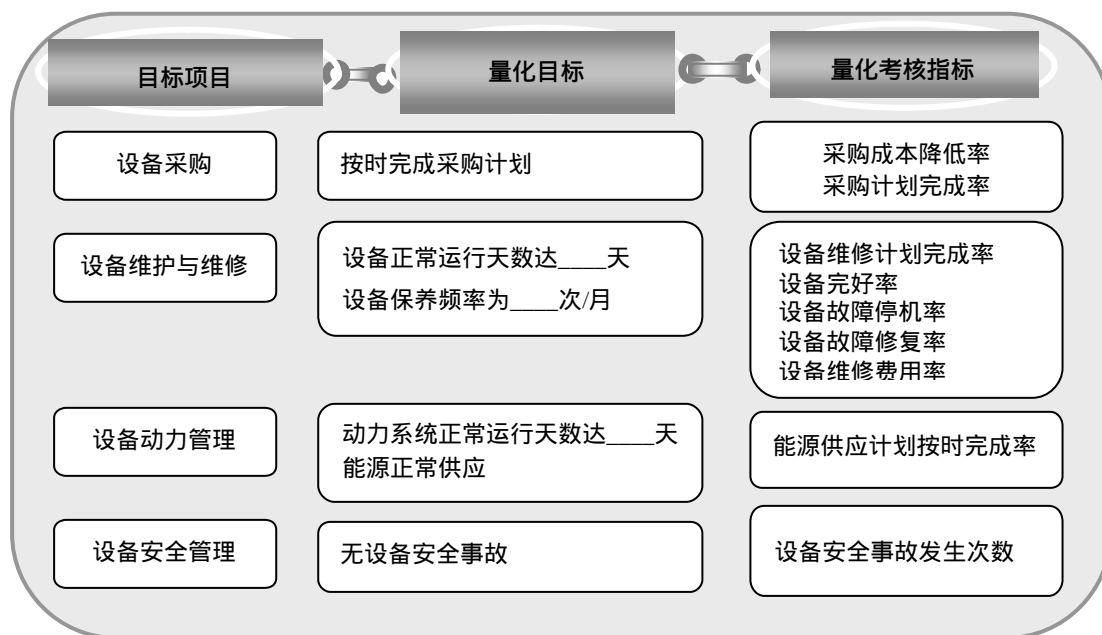 目标项目
量化目标
量化考核指标
设备采购
按时完成采购计划
采购成本降低率
采购计划完成率
设备维护与维修
设备正常运行天数达____天
设备保养频率为____次/月
设备维修计划完成率
设备完好率
设备故障停机率
设备故障修复率
设备维修费用率
设备动力管理
动力系统正常运行天数达____天
能源正常供应
能源供应计划按时完成率
设备安全管理
无设备安全事故
设备安全事故发生次数